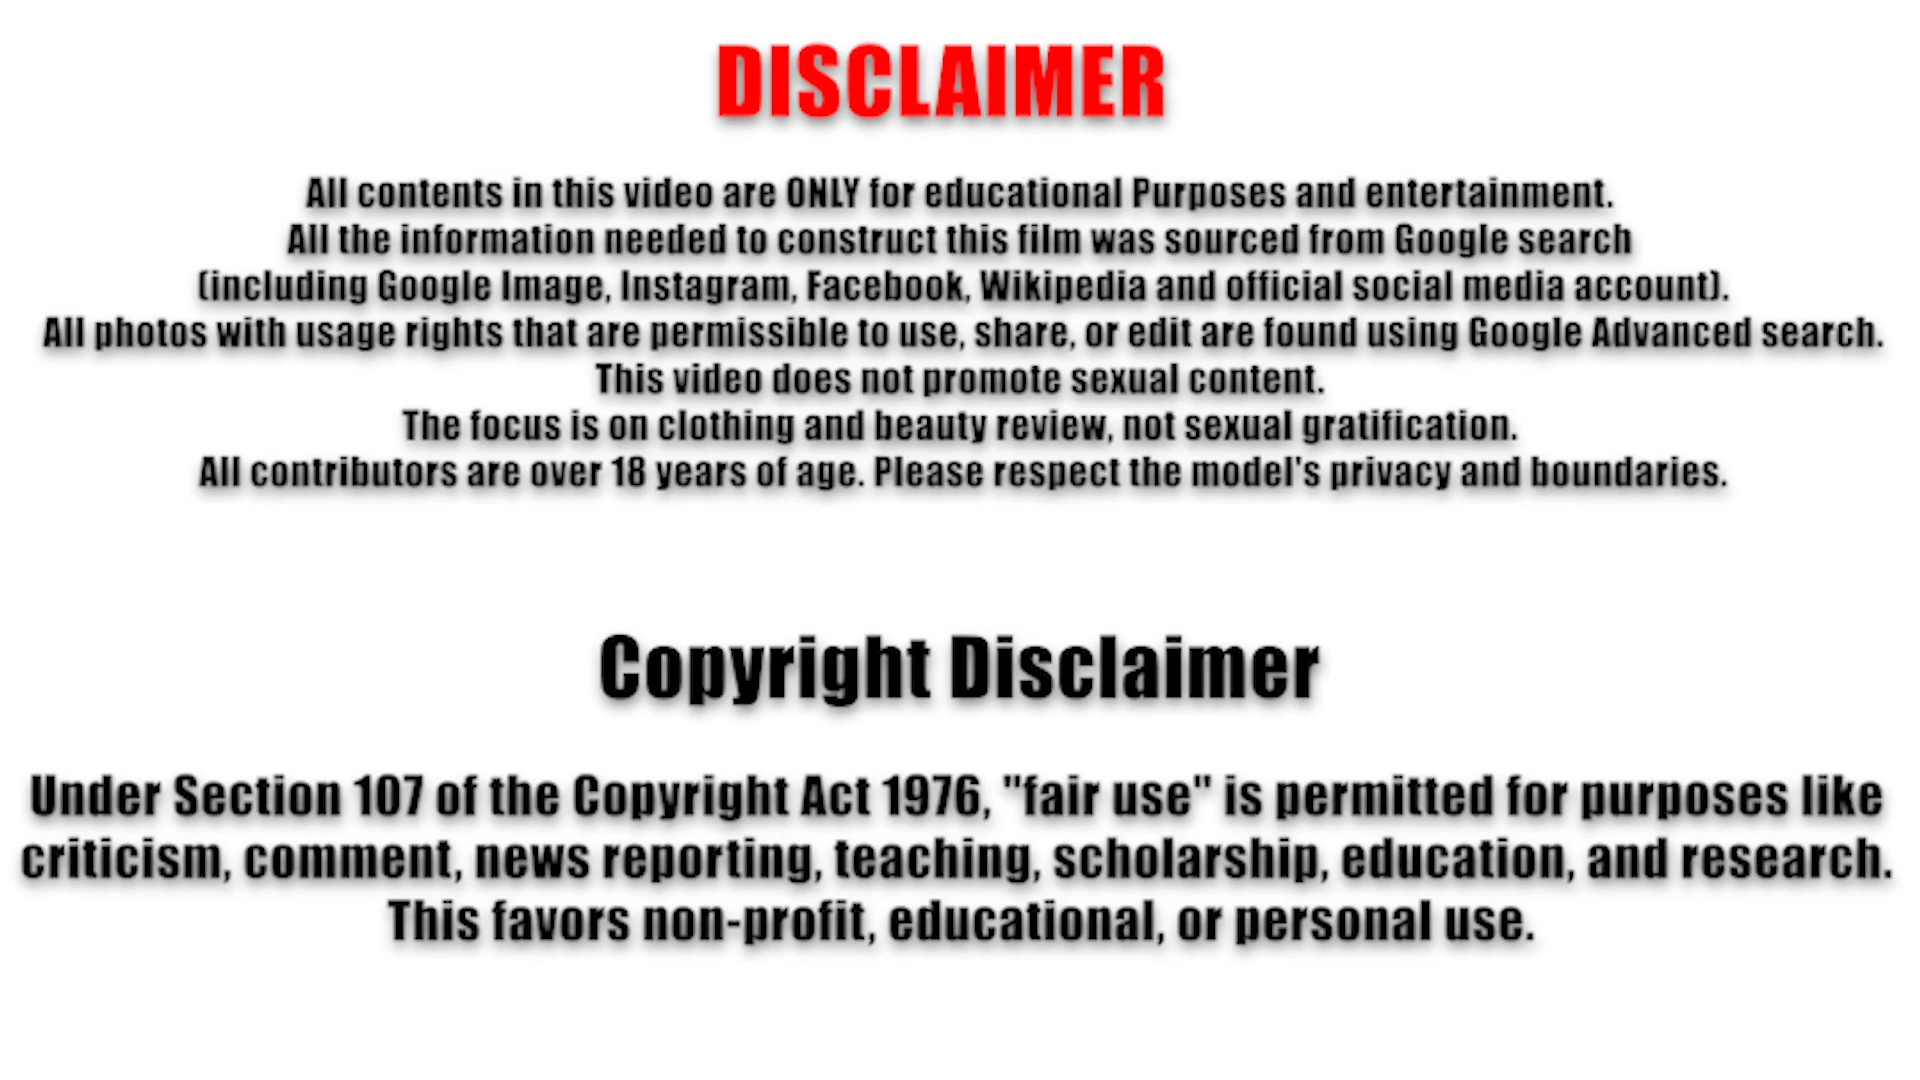 DISCLAIMER
All contents in this video are ONLY for educational Purposes and entertainment.
All the information needed to construct this film was sourced from Google search
(including Google Image, Instagram, Facebook, Wikipedia and official social media account).
All photos with usage rights that are permissible to use, share, or edit are found using Google Advanced search.
This video does not promote sexual content.
The focus is on clothing and beauty review, not sexual gratification.
All contributors are over 18 years of age. Please respect the model's privacy and boundaries.
Copyright Disclaimer
Under Section 107 of the Copyright Act 1976, "fair use" is permitted for purposes like
criticism, comment, news reporting, teaching, scholarship, education, and research.
This favors non-profit, educational, or personal use.